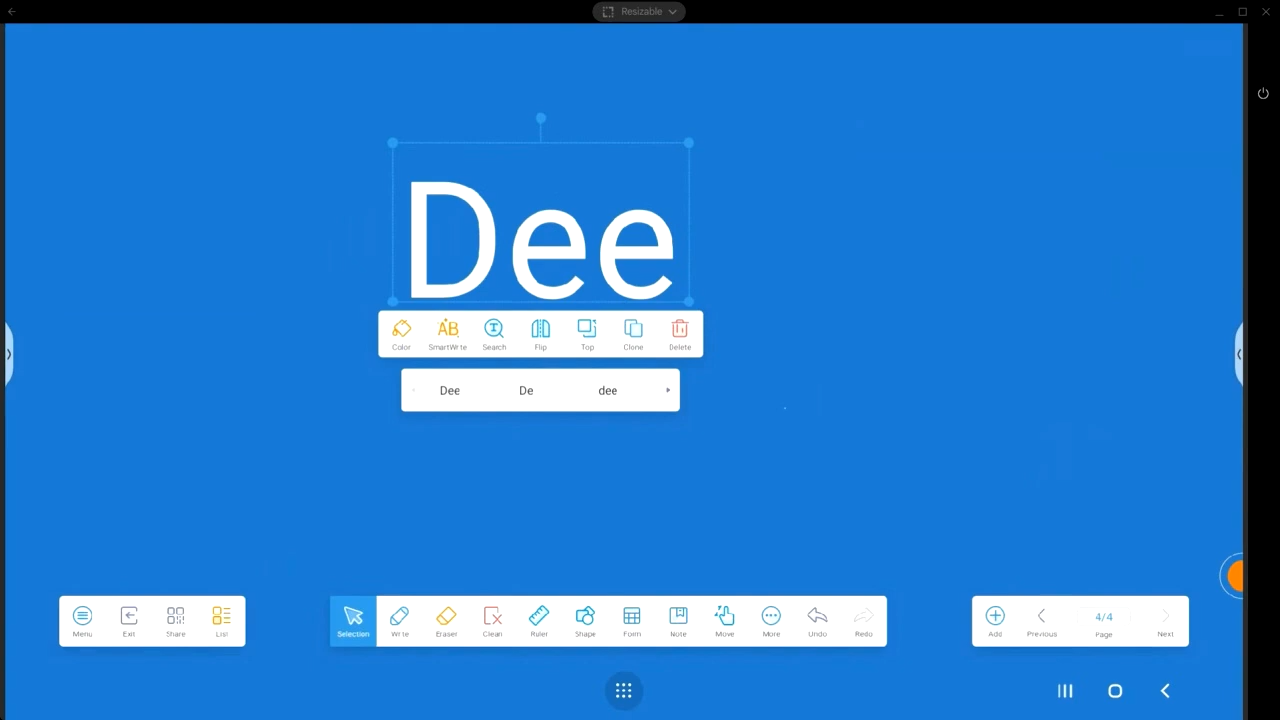 Resizable
Dee
Color SmartWrite Search Flip Top Clone Delete
Dee De dee
Menu Exit Share List
Selection Write Eraser Clean Ruler Shape Form Note Move More Undo Redo
Add Previous 4/4 Page Next